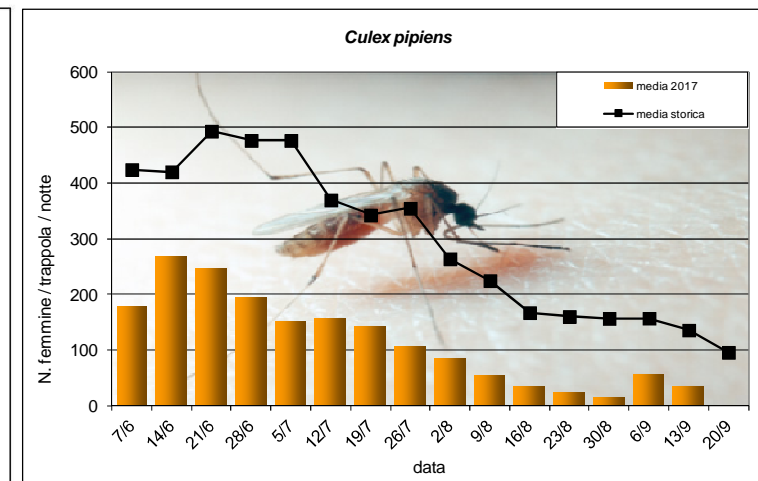 Culex pipiens
media 2017
media storica
N. femmine / trappola / notte
600
500
400
300
200
100
0
7/6 14/6 21/6 28/6 5/7 12/7 19/7 26/7 2/8 9/8 16/8 23/8 30/8 6/9 13/9 20/9
data